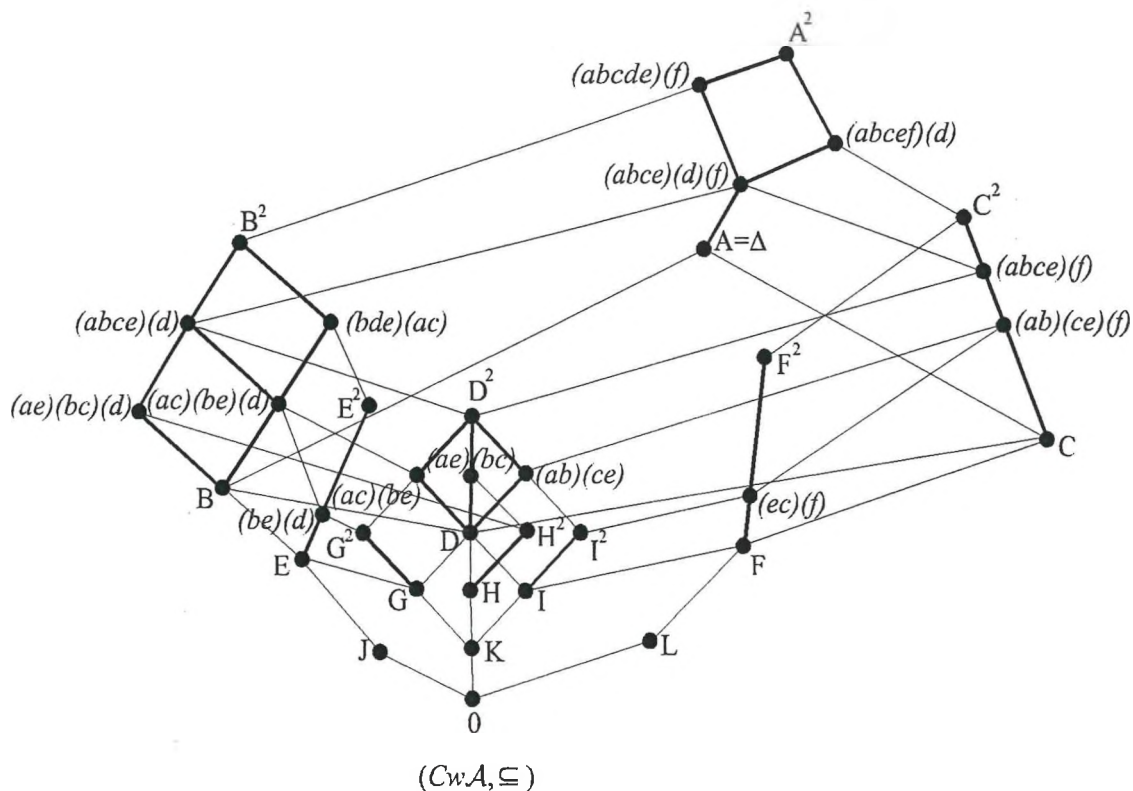 A²
(abcde)(f)
(abcef)(d)
(abce)(d)(f)
C²
B²
A=Δ
(abce)(f)
(abce)(d)
(bde)(ac)
(ab)(ce)(f)
F²
D²
(ae)(bc)(d)
(ac)(be)(d)
E²
C
(ae)(bc)
(ab)(ce)
B
(ac)(be)
(ec)(f)
(be)(d)
G²
D
H²
I²
F
E
G
H
I
J
K
L
0
(CwA, ⊆)